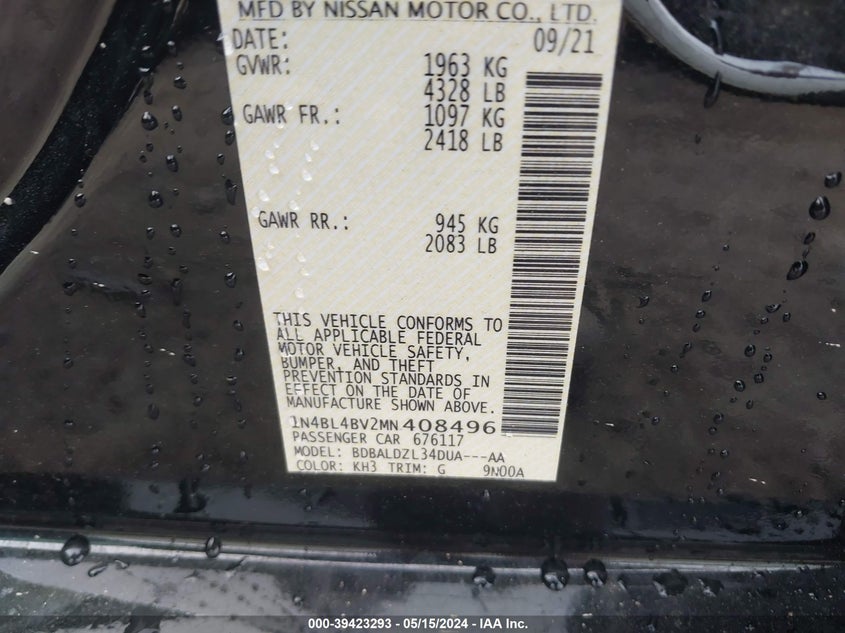 MFD BY NISSAN MOTOR CO., LTD.
DATE: 09/21
GVWR: 1963 KG
4328 LB
GAWR FR.: 1097 KG
2418 LB
GAWR RR.: 945 KG
2083 LB
THIS VEHICLE CONFORMS TO
ALL APPLICABLE FEDERAL
MOTOR VEHICLE SAFETY,
BUMPER, AND THEFT
PREVENTION STANDARDS IN
EFFECT ON THE DATE OF
MANUFACTURE SHOWN ABOVE.
1N4BL4BV2MN408496
PASSENGER CAR 676117
MODEL: BDBALDZL34DUA---AA
COLOR: KH3 TRIM: G 9N00A
000-39423293 - 05/15/2024 - IAA Inc.